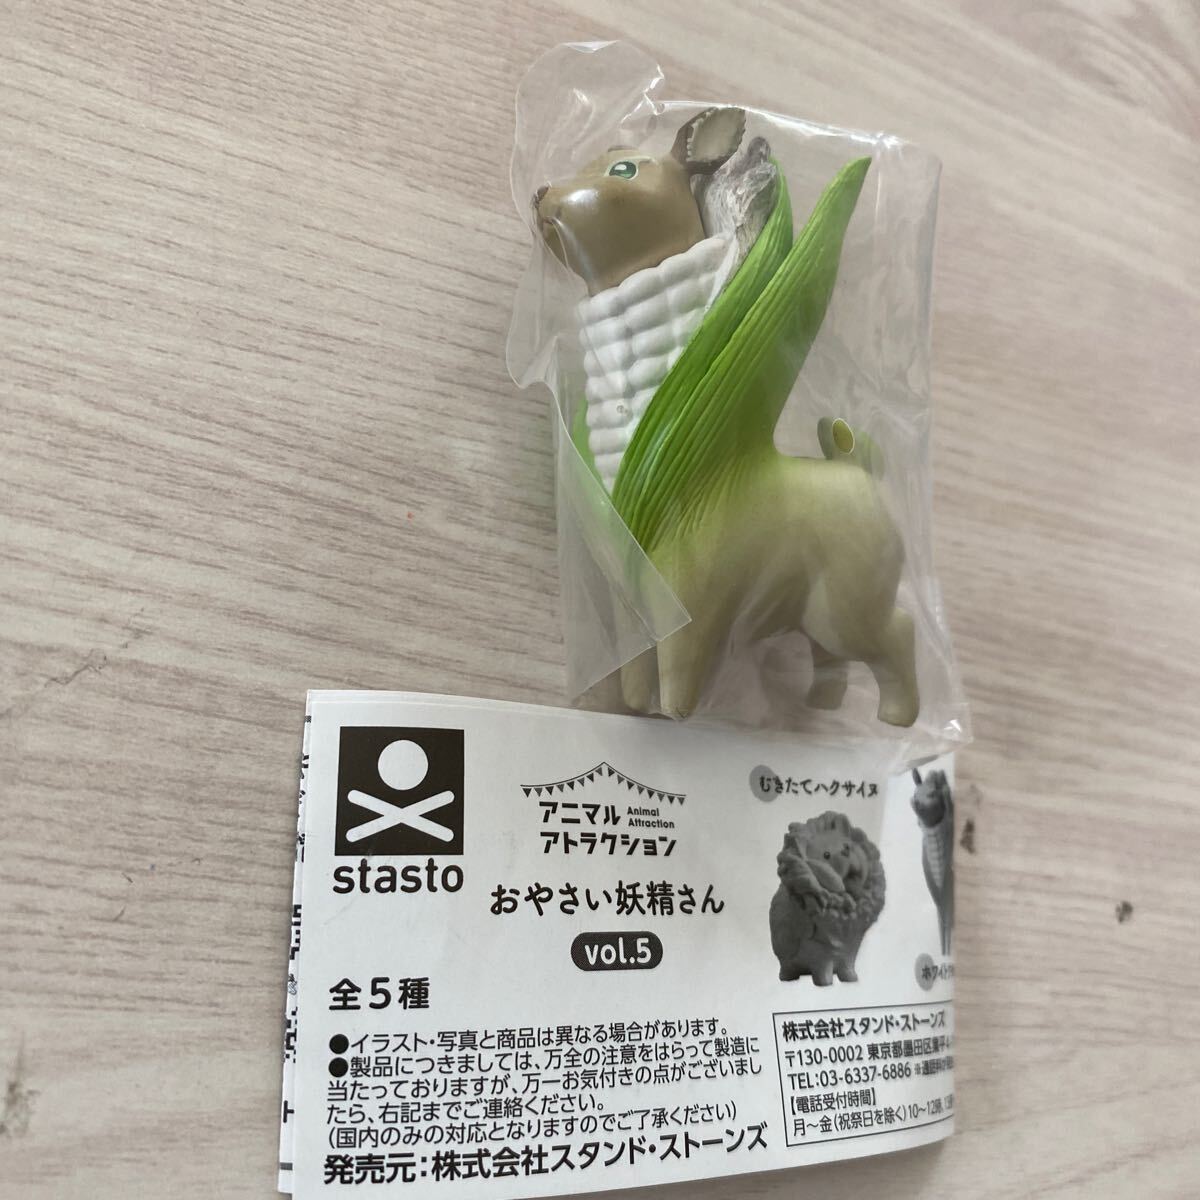 stasto
アニマル
アトラクション
Animal
Attraction
おやさい妖精さん
vol.5
全5種
むきたてハクサイヌ
ホワイト
●イラスト・写真と商品は異なる場合があります。
●製品につきましては、万全の注意をはらって製造に
当たっておりますが、万一お気付きの点がございまし
たら、右記までご連絡ください。
(国内のみの対応となりますのでご了承ください)
発売元：株式会社スタンド・ストーンズ
株式会社スタンド・ストーンズ
〒130-0002 東京都墨田区業平4-
TEL:03-6337-6886
【電話受付時間】
月〜金(祝祭日を除く)10〜12時、